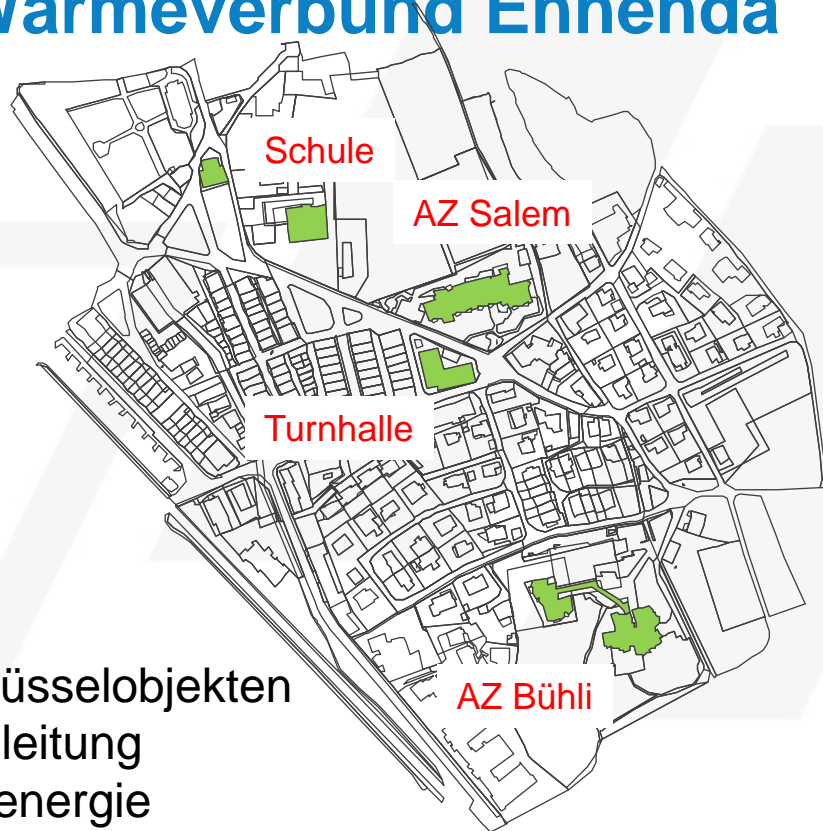 Wärmeverbund Ennenda
Schule
AZ Salem
Turnhalle
AZ Bühli
üsselobjekten
leitung
energie